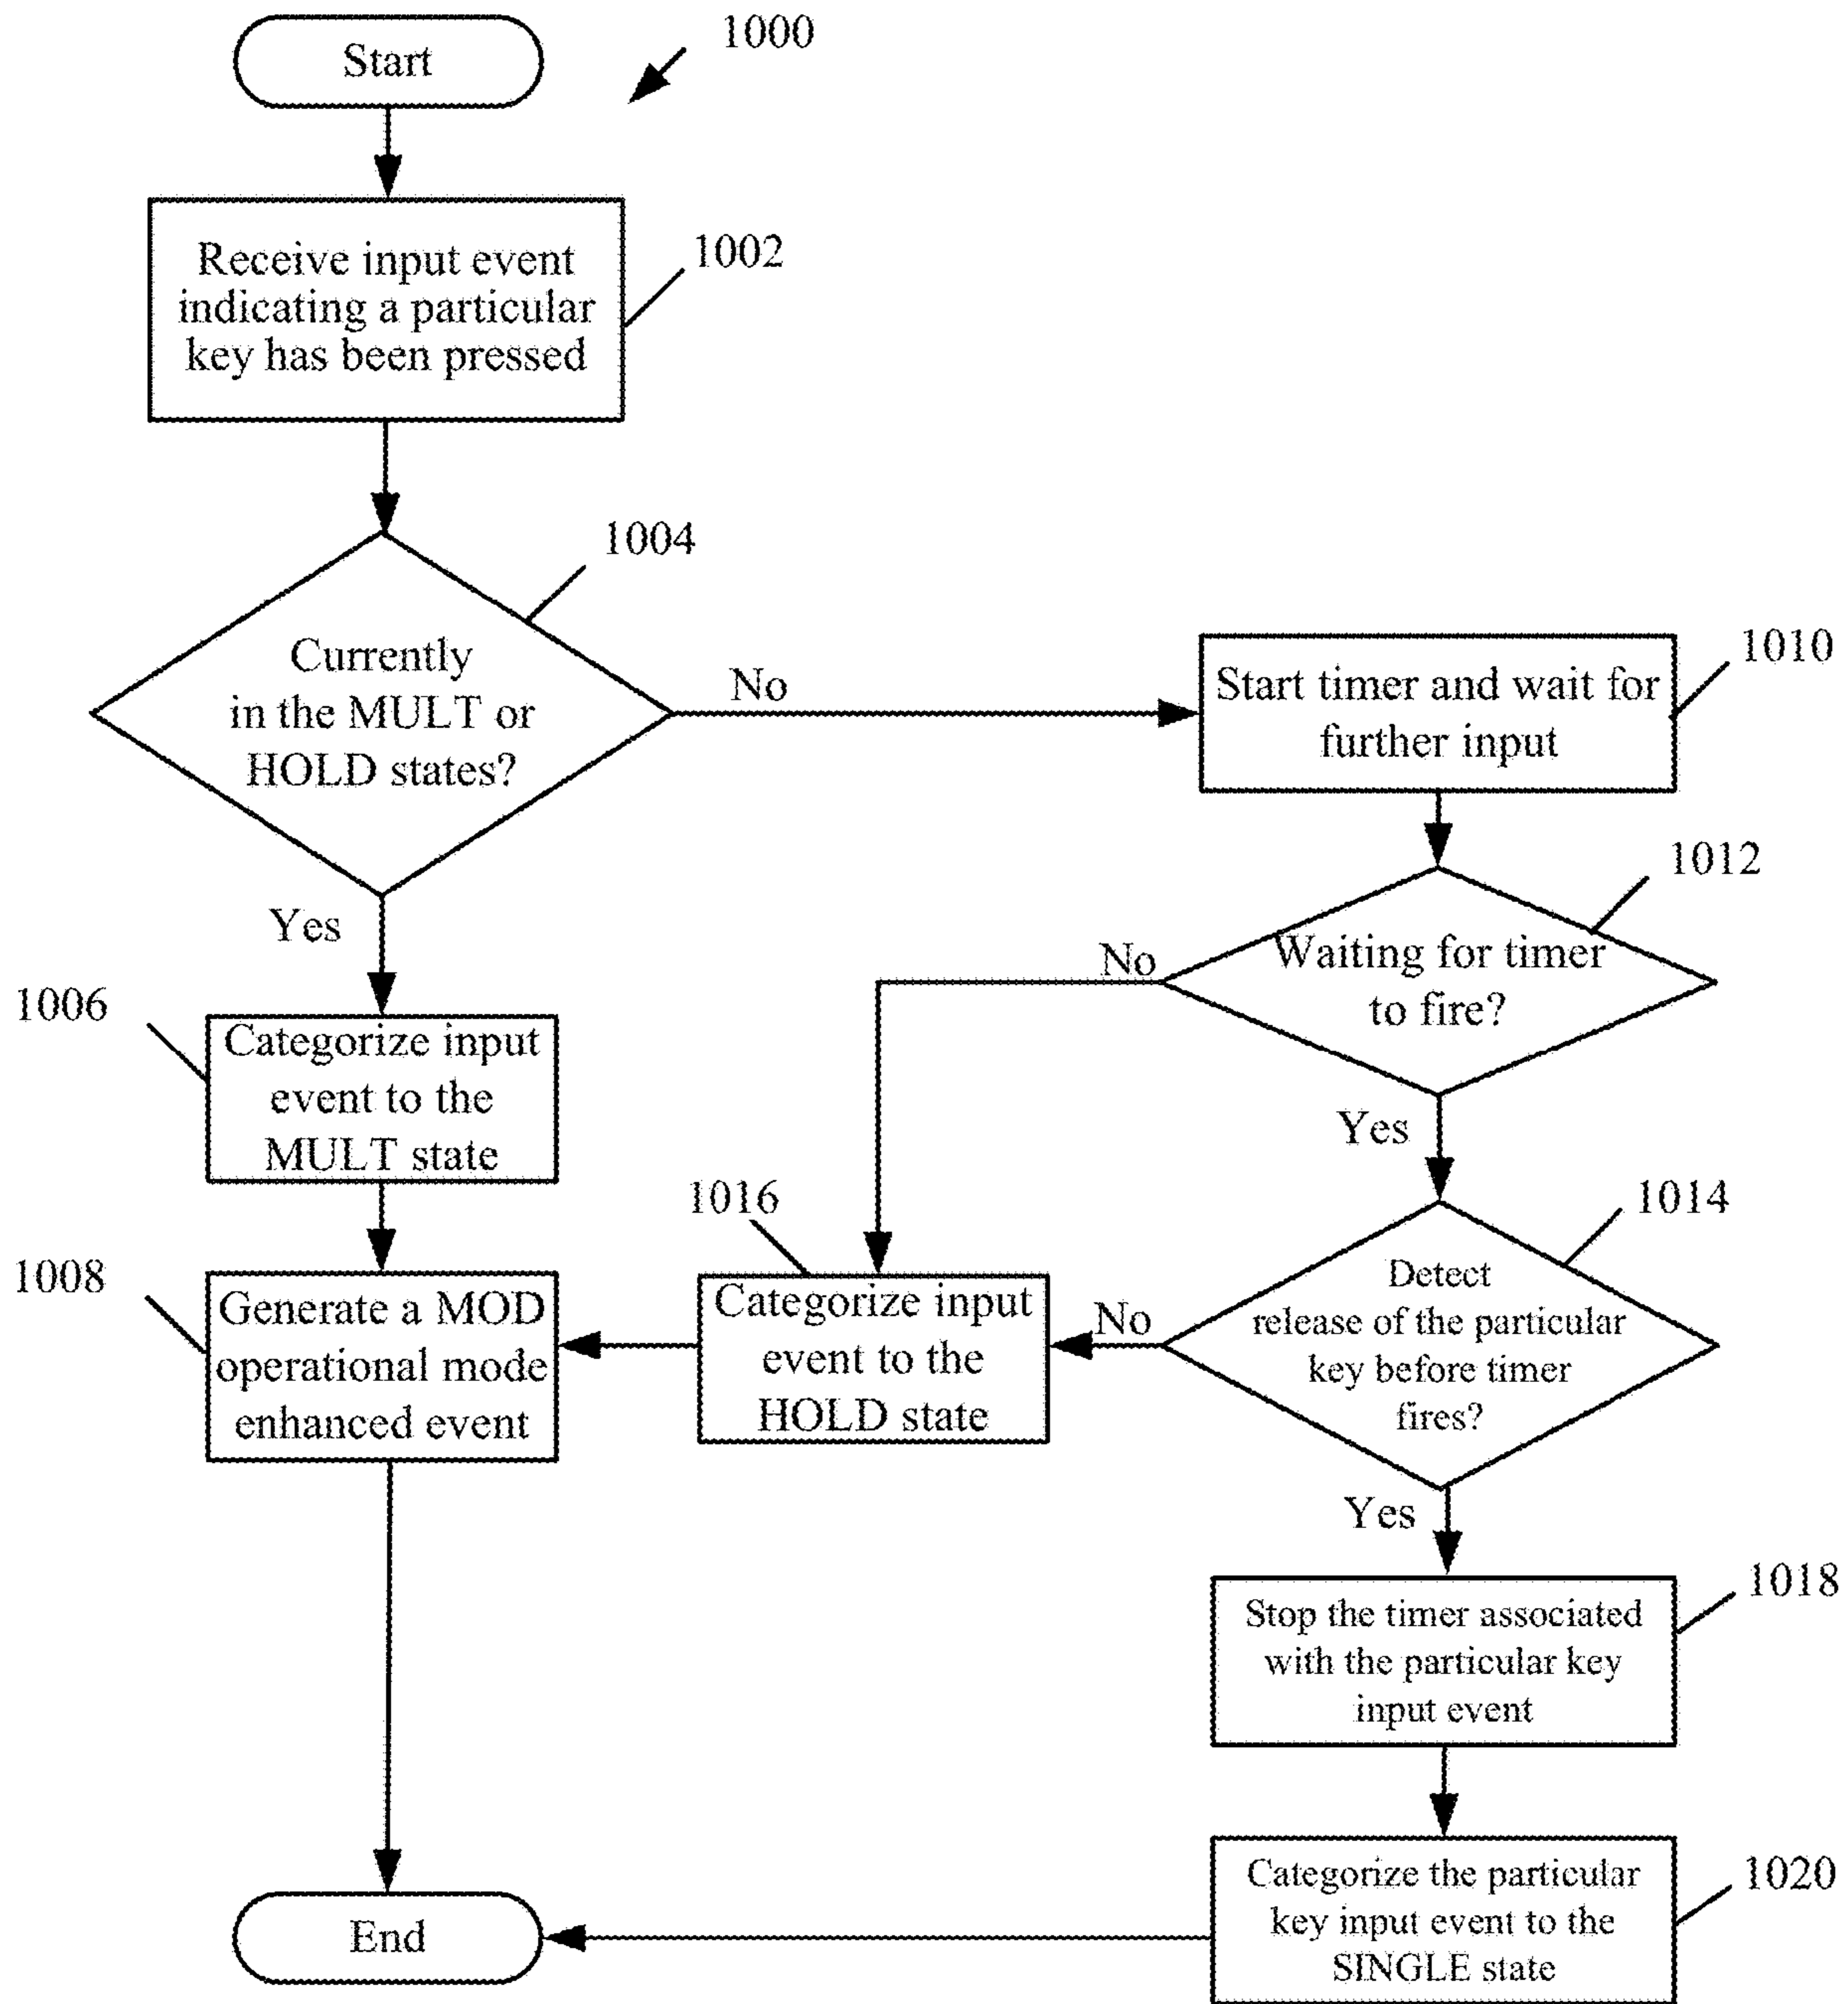 Start
1000
Receive input event
indicating a particular
key has been pressed
1002
1004
Currently
in the MULT or
HOLD states?
No
Start timer and wait for
further input
1010
1012
Waiting for timer
to fire?
No
Yes
Yes
1006
Categorize input
event to the
MULT state
1014
Detect
release of the particular
key before timer
fires?
No
1016
Categorize input
event to the
HOLD state
1008
Generate a MOD
operational mode
enhanced event
Yes
1018
Stop the timer associated
with the particular key
input event
1020
Categorize the particular
key input event to the
SINGLE state
End